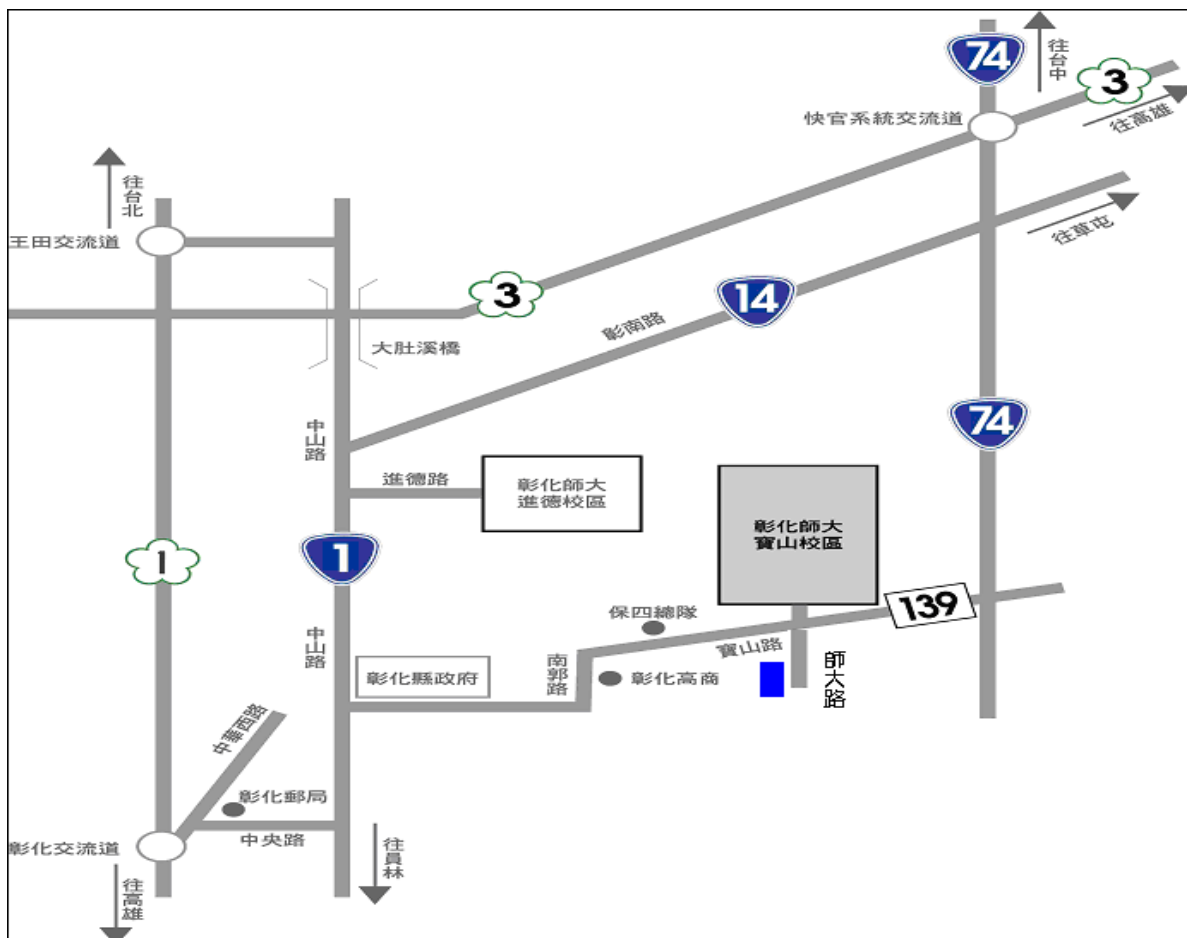 74
往台中
3
快官系統交流道
往高雄
往台北
王田交流道
往草屯
3
14
彰南路
大肚溪橋
中山路
74
進德路
彰化師大
進德校區
彰化師大
寶山校區
1
1
139
保四總隊
中山路
寶山路
南郭路
彰化縣政府
彰化高商
師大路
中華西路
彰化郵局
中央路
彰化交流道
往員林
往高雄